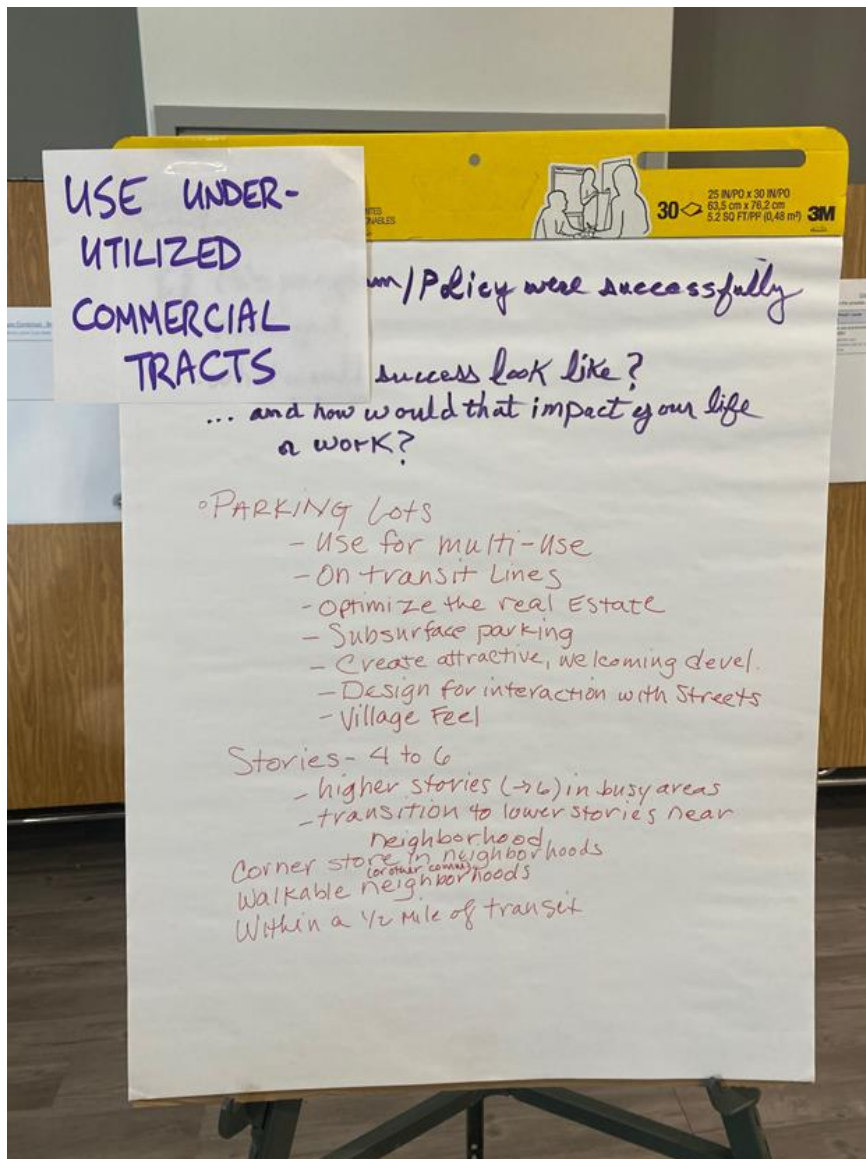 USE UNDER-
UTILIZED
COMMERCIAL
TRACTS
30
25 IN/PO x 30 IN/PO
63,5 cm x 76,2 cm
5.2 SQ FT/PI² (0,48 m²)
3M
/Policy were successfully
success look like?
... and how would that impact your life
or work?
◦PARKING Lots
- Use for multi-use
- On transit Lines
- Optimize the real Estate
- Subsurface parking
- Create attractive, welcoming devel.
- Design for interaction with Streets
- Village Feel
Stories - 4 to 6
- higher stories (→6) in busy areas
- transition to lower stories near
neighborhood
Corner store in neighborhoods
(or other comm.)
Walkable neighborhoods
Within a 1/2 mile of transit